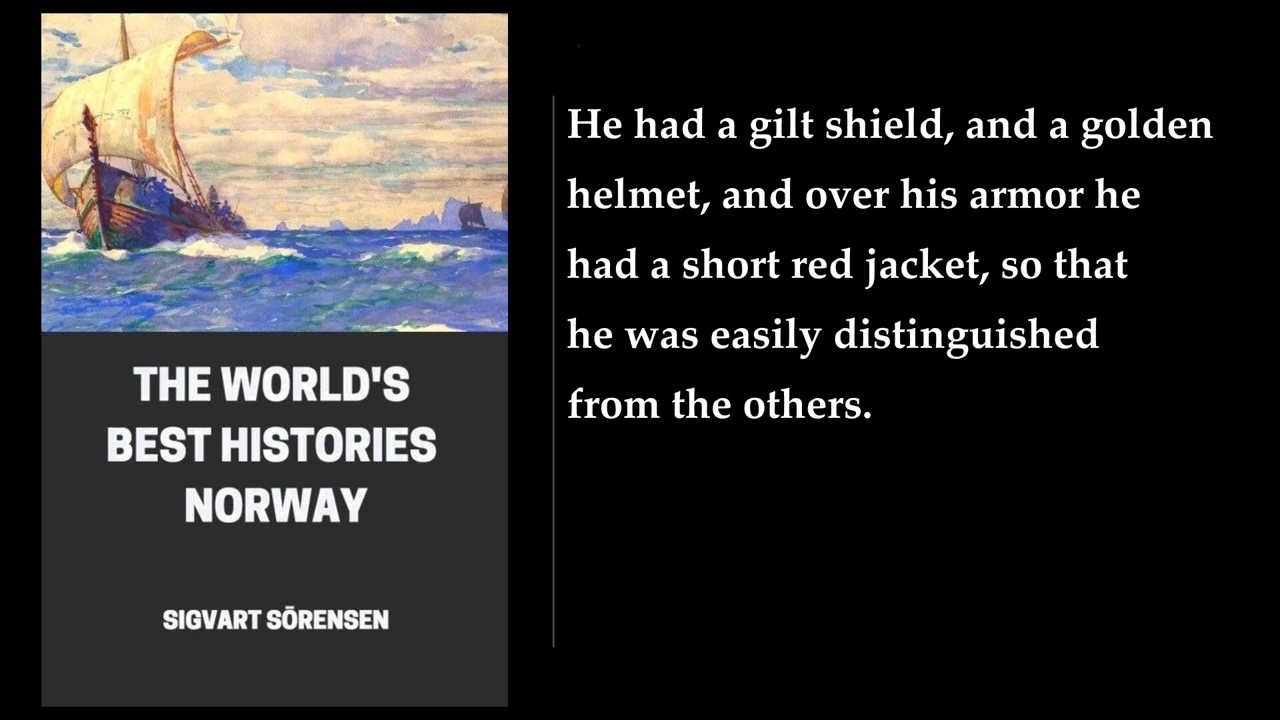 THE WORLD'S
BEST HISTORIES
NORWAY
SIGVART SÖRENSEN
He had a gilt shield, and a golden
helmet, and over his armor he
had a short red jacket, so that
he was easily distinguished
from the others.